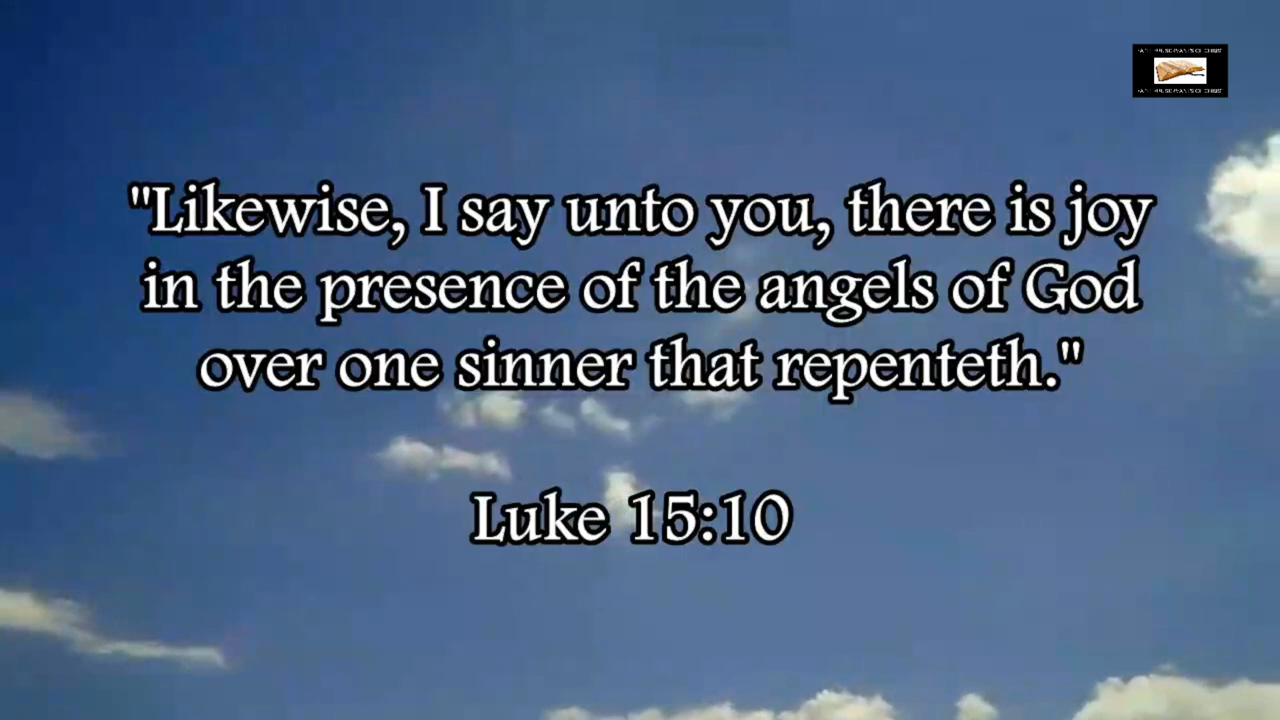 "Likewise, I say unto you, there is joy
in the presence of the angels of God
over one sinner that repenteth."
Luke 15:10